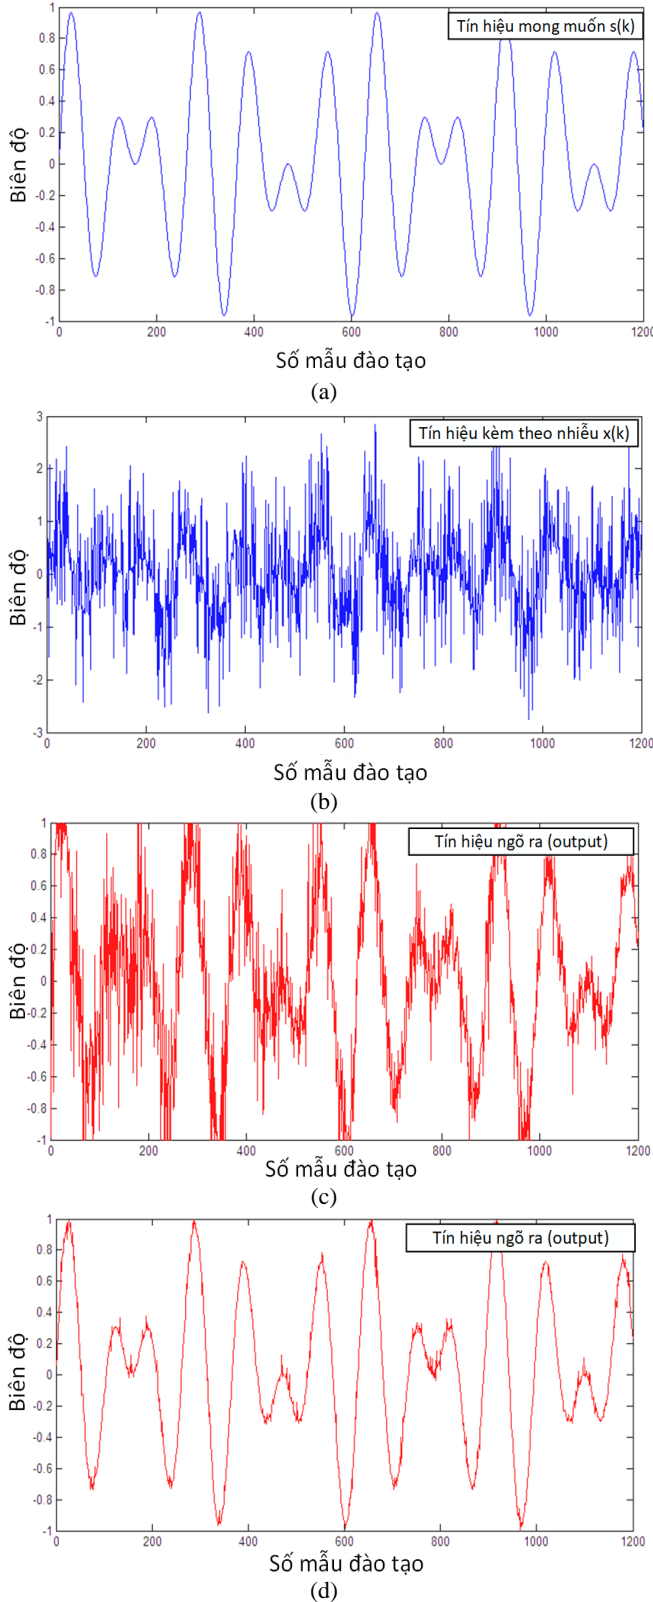 1
Tín hiệu mong muốn s(k)
0.8
0.6
0.4
0.2
0
-0.2
-0.4
-0.6
-0.8
-1
Biên độ
0 200 400 600 800 1000 1200
Số mẫu đào tạo
(a)
3
Tín hiệu kèm theo nhiễu x(k)
2
1
0
-1
-2
-3
Biên độ
0 200 400 600 800 1000 1200
Số mẫu đào tạo
(b)
1
Tín hiệu ngõ ra (output)
0.8
0.6
0.4
0.2
0
-0.2
-0.4
-0.6
-0.8
-1
Biên độ
0 200 400 600 800 1000 1200
Số mẫu đào tạo
(c)
1
Tín hiệu ngõ ra (output)
0.8
0.6
0.4
0.2
0
-0.2
-0.4
-0.6
-0.8
-1
Biên độ
0 200 400 600 800 1000 1200
Số mẫu đào tạo
(d)